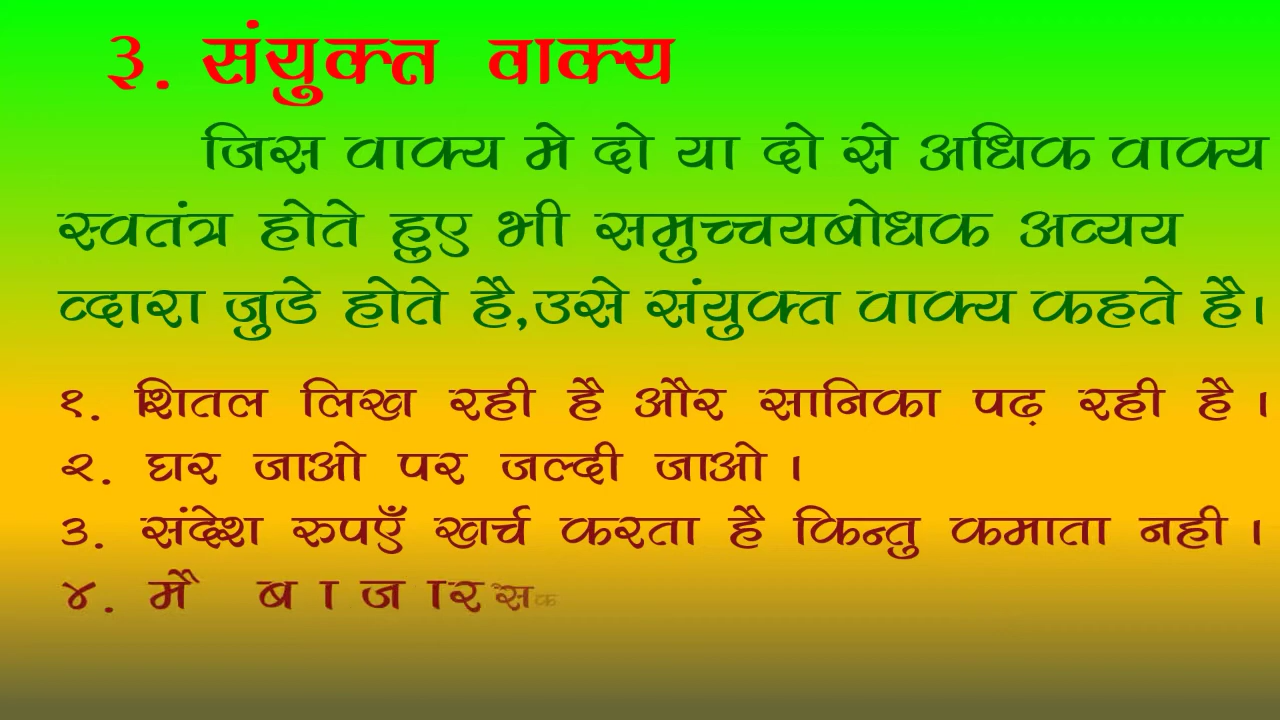 ३. संयुक्त वाक्य
जिस वाक्य मे दो या दो से अधिक वाक्य
स्वतंत्र होते हुए भी समुच्चयबोधक अव्यय
व्दारा जुडे होते है,उसे संयुक्त वाक्य कहते है।
१. शितल लिख रही है और सानिका पढ़ रही है ।
२. घर जाओ पर जल्दी जाओ ।
३. संदेश रुपएँ खर्च करता है किन्तु कमाता नही ।
४. मै बाजार